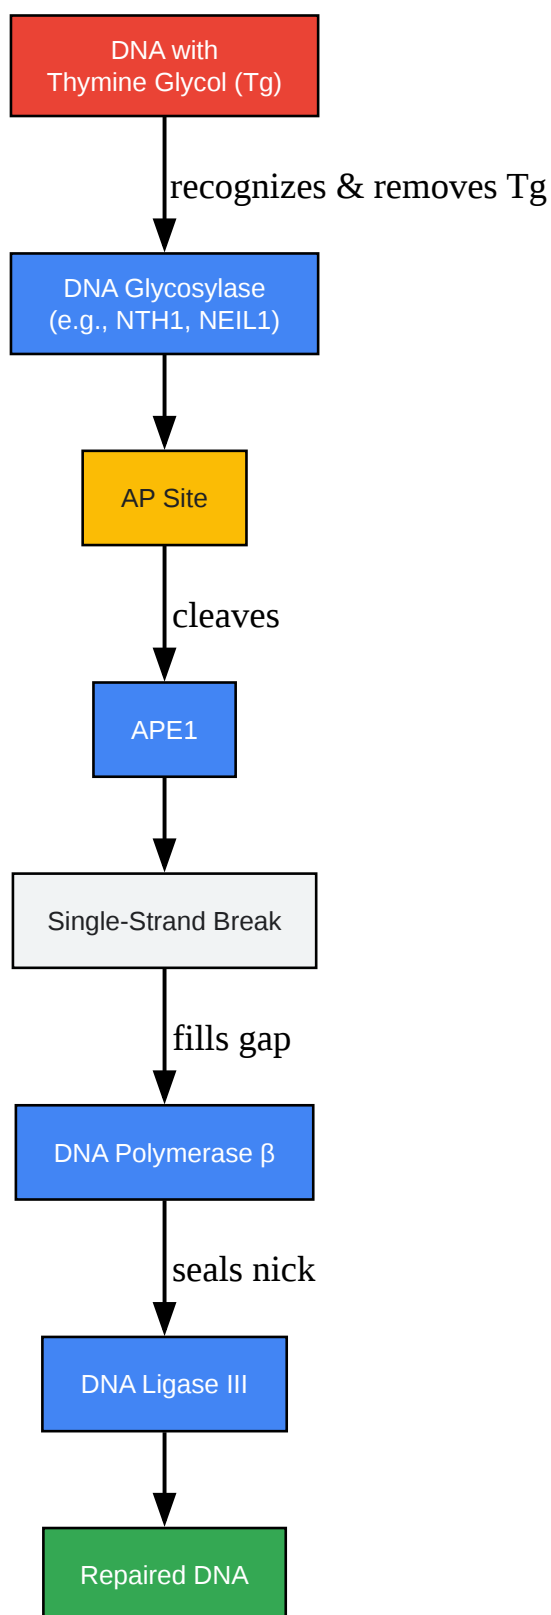 DNA with
Thymine Glycol (Tg)
recognizes & removes Tg
DNA Glycosylase
(e.g., NTH1, NEIL1)
AP Site
cleaves
APE1
Single-Strand Break
fills gap
DNA Polymerase β
seals nick
DNA Ligase III
Repaired DNA